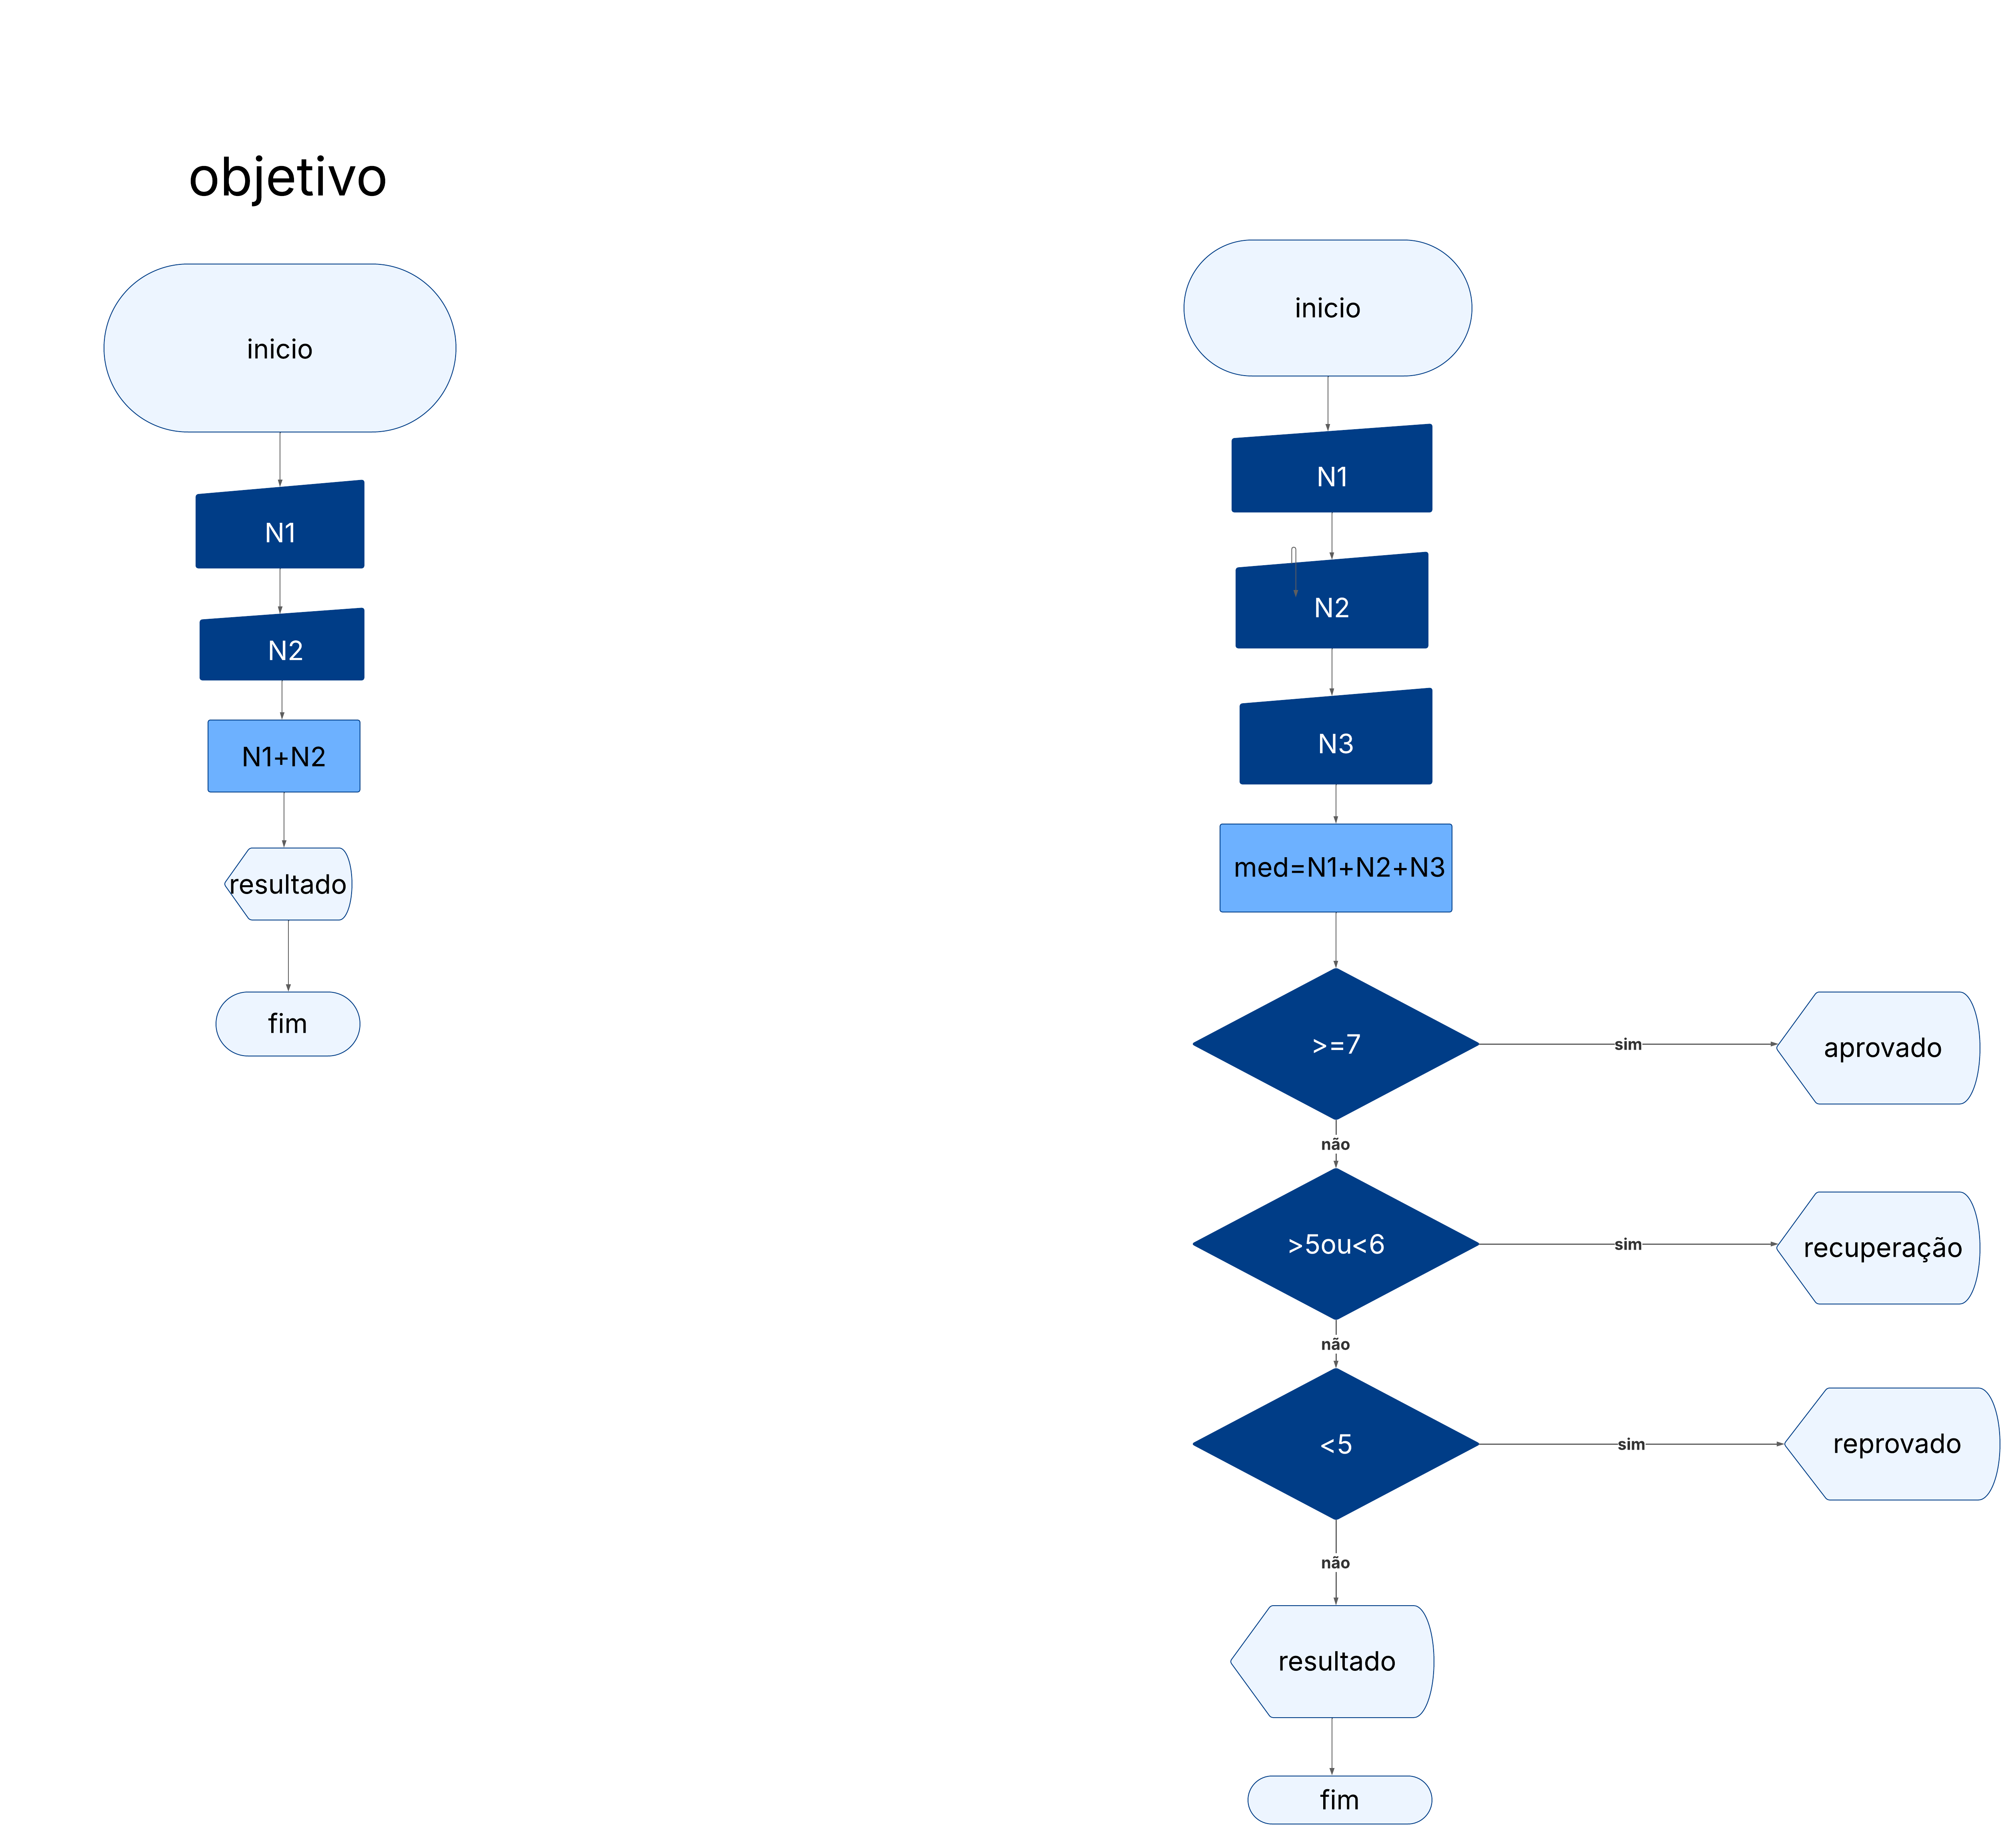 objetivo
inicio
N1
N2
N1+N2
resultado
fim
inicio
N1
N2
N3
med=N1+N2+N3
>=7
sim
aprovado
não
>5ou<6
sim
recuperação
não
<5
sim
reprovado
não
resultado
fim